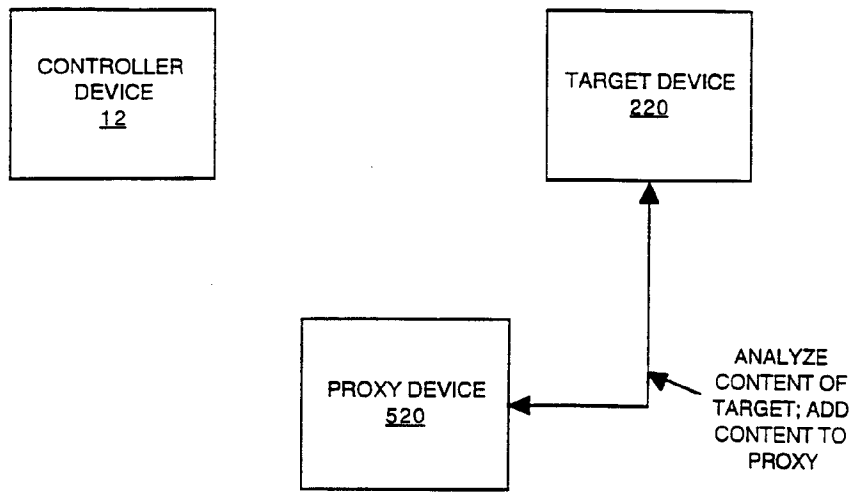 CONTROLLER
DEVICE
12
TARGET DEVICE
220
PROXY DEVICE
520
ANALYZE
CONTENT OF
TARGET; ADD
CONTENT TO
PROXY